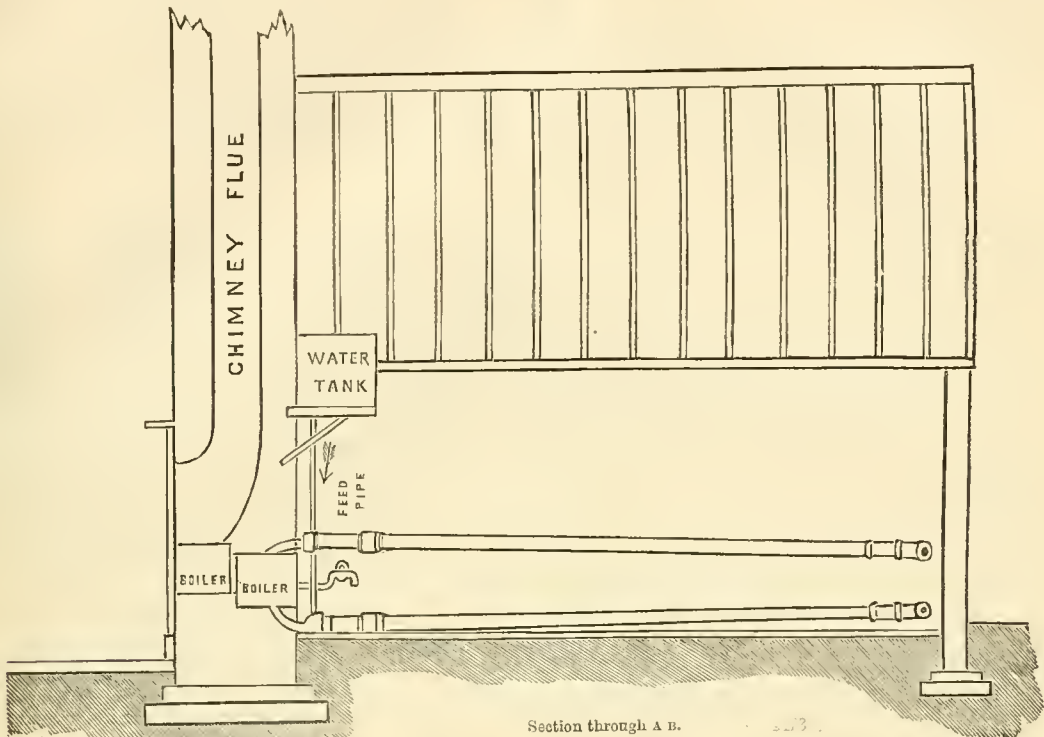 CHIMNEY FLUE
WATER
TANK
FEED
PIPE
BOILER
BOILER
Section through A B.